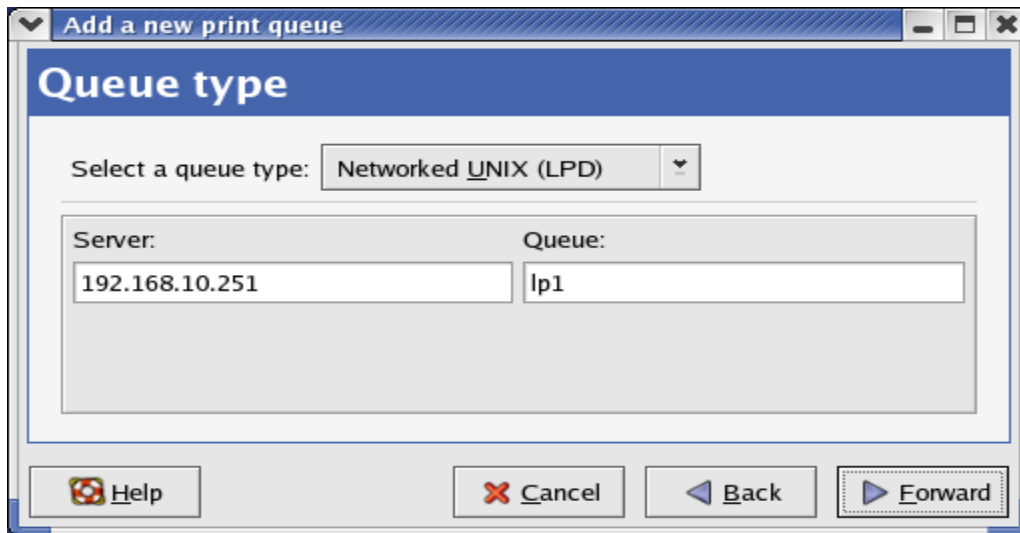 Add a new print queue
Queue type
Select a queue type: Networked UNIX (LPD)
Server: Queue:
192.168.10.251 lp1
Help Cancel Back Forward